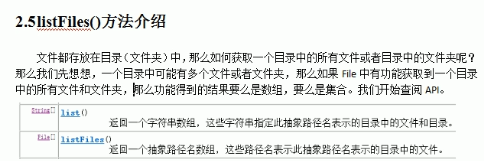 2.5listFiles()方法介绍
文件都存放在目录（文件夹）中，那么如何获取一个目录中的所有文件或者目录中的文件夹呢？
那么我们先想想，一个目录中可能有多个文件或者文件夹，那么如果 File 中有功能获取到一个目录
中的所有文件和文件夹，那么功能得到的结果要么是数组，要么是集合。我们开始查阅 API。
String[] list()
返回一个字符串数组，这些字符串指定此抽象路径名表示的目录中的文件和目录。
File[] listFiles()
返回一个抽象路径名数组，这些路径名表示此抽象路径名表示的目录中的文件。